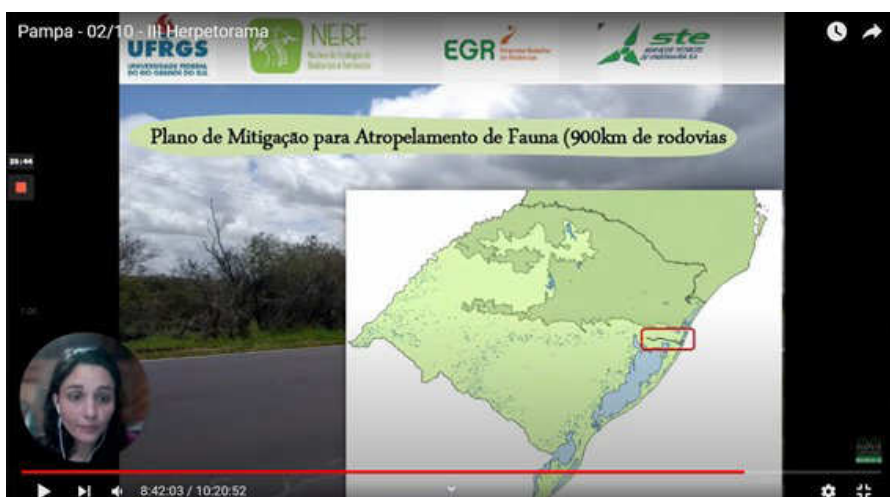 Pampa - 02/10 - III Herpetorama
UFRGS
UNIVERSIDADE FEDERAL
DO RIO GRANDE DO SUL
NERF
EGR
ste
Plano de Mitigação para Atropelamento de Fauna (900km de rodovias
8:42:03 / 10:20:52